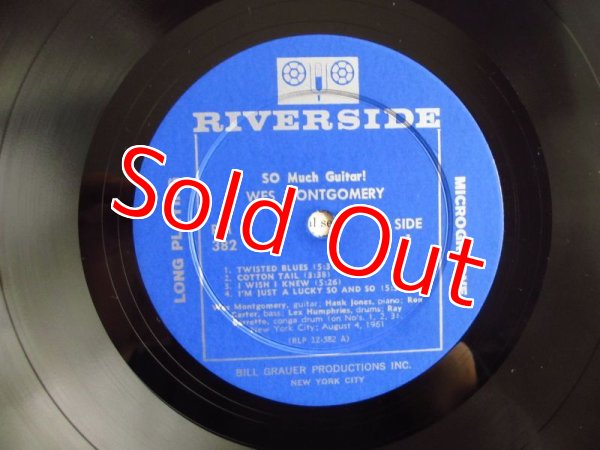 RIVERSIDE
SO Much Guitar!
WES MONTGOMERY
LONG
SIDE
382
1. TWISTED BLUES
2. COTTON TAIL (3:38)
3. I WISH I KNEW (5:26)
4. I'M JUST A LUCKY SO AND SO
Wes Montgomery, guitar; Hank Jones, piano; Ron
Carter, bass; Lex Humphries, drums; Ray
Barretto, conga drum (on No's. 1, 2, 3).
New York City; August 4, 1961
(RLP 12-382 A)
BILL GRAUER PRODUCTIONS INC.
NEW YORK CITY
Sold Out